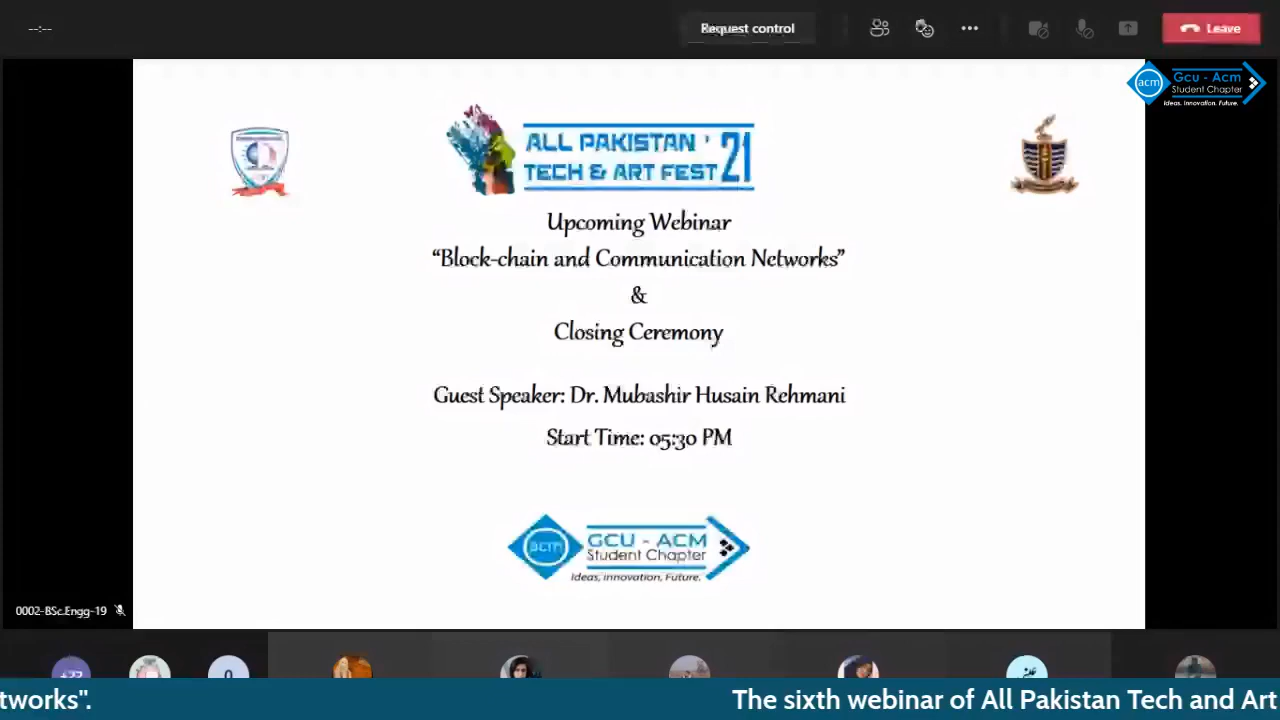 --:--
Request control
Leave
acm
Gcu - Acm
Student Chapter
Ideas. Innovation. Future.
ALL PAKISTAN '
TECH & ART FEST 21
Upcoming Webinar
“Block-chain and Communication Networks”
&
Closing Ceremony
Guest Speaker: Dr. Mubashir Husain Rehmani
Start Time: 05:30 PM
acm
GCU - ACM
Student Chapter
Ideas, Innovation, Future.
0002-BSc.Engg-19
0
tworks".
The sixth webinar of All Pakistan Tech and Art